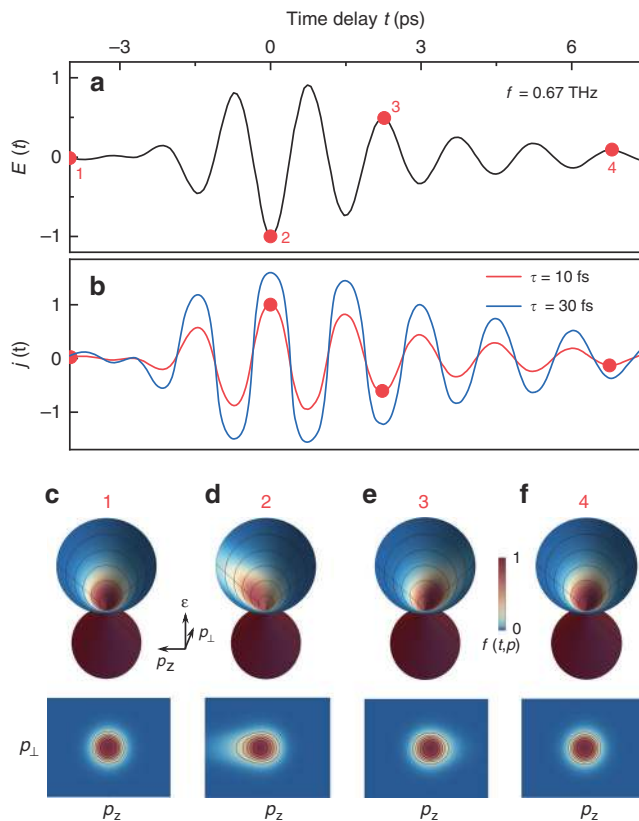 Time delay t (ps)
−3 0 3 6
a
f = 0.67 THz
E (t)
1
0
−1
1
2
3
4
b
τ = 10 fs
τ = 30 fs
j (t)
1
0
−1
c d e f
1 2 3 4
ε
p⊥
pz
1
0
f (t,p)
p⊥
pz pz pz pz